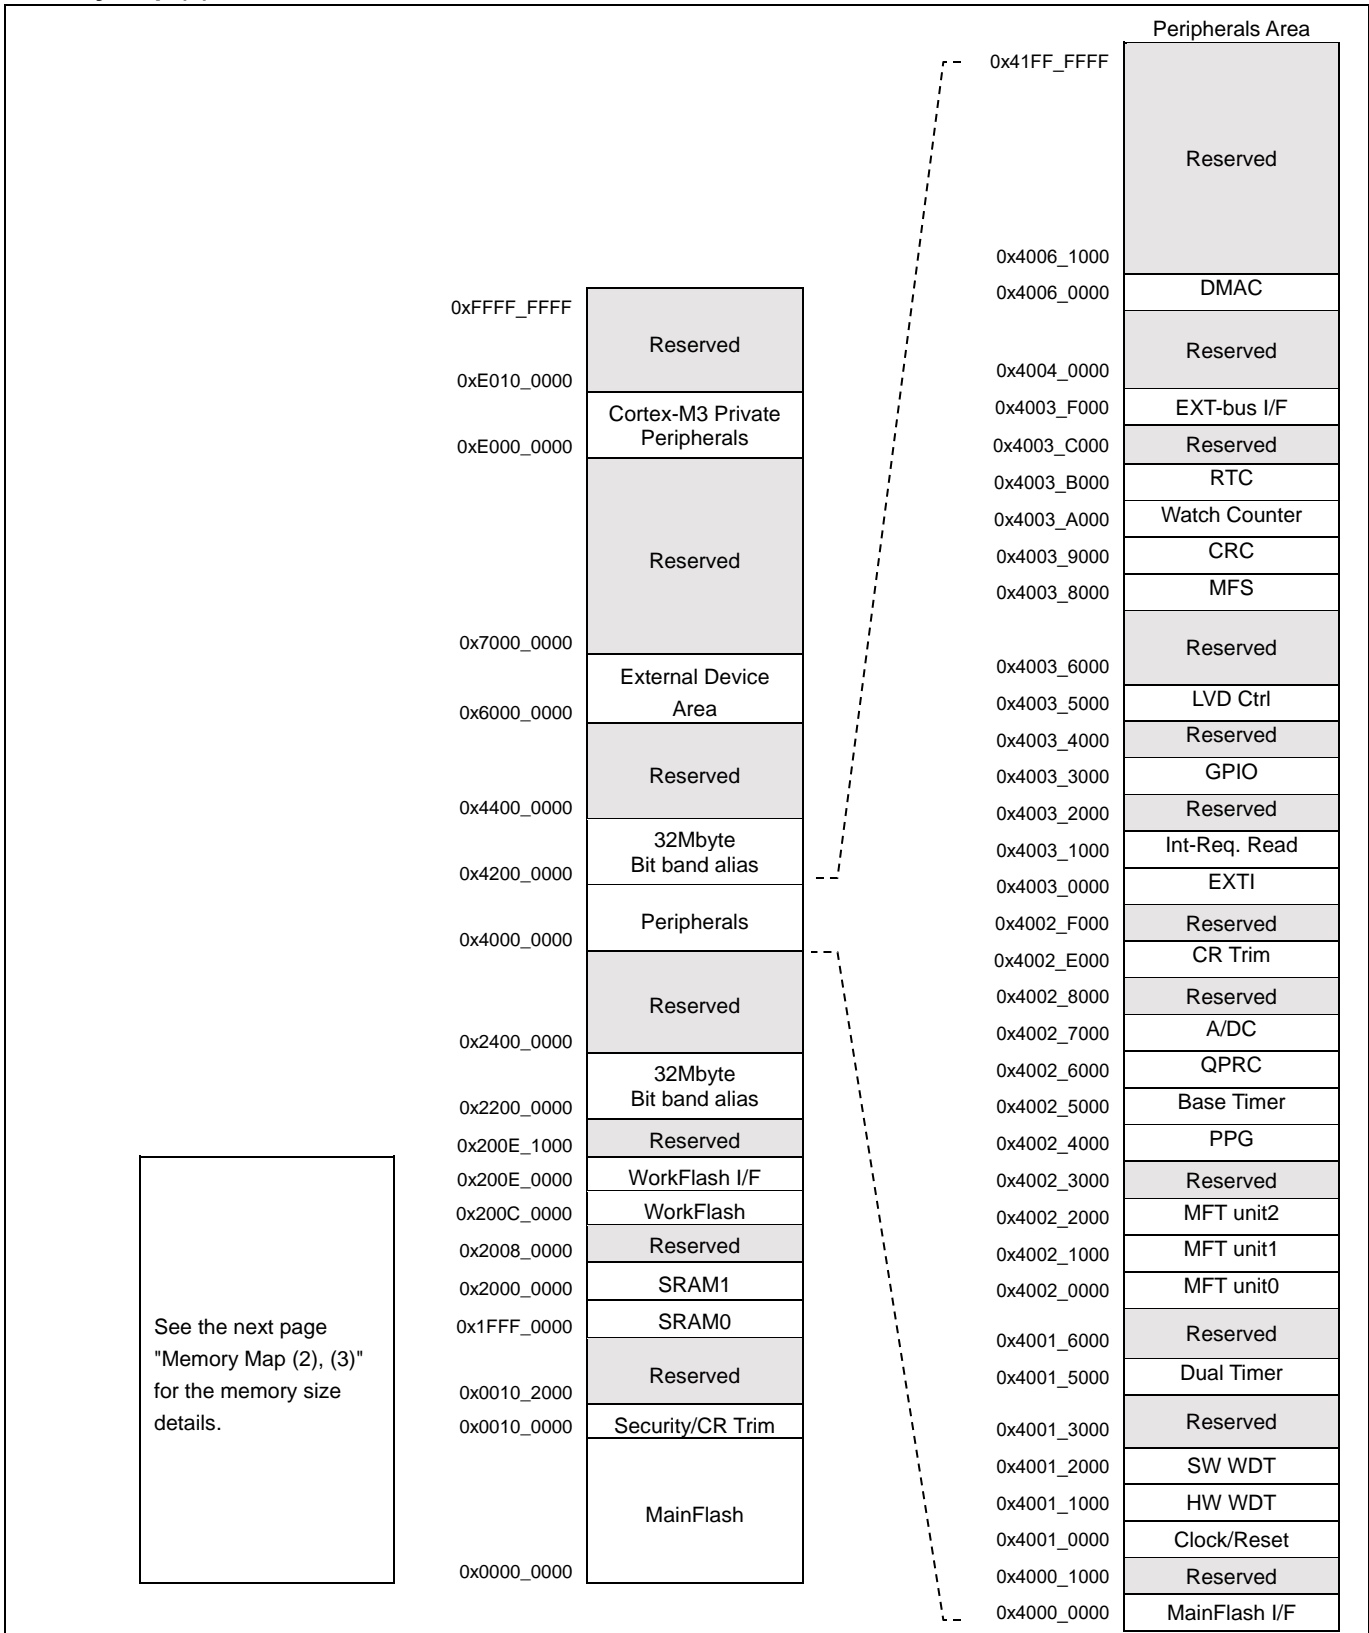 Peripherals Area
0x41FF_FFFF
Reserved
0x4006_1000
0x4006_0000 DMAC
Reserved
0x4004_0000
0x4003_F000 EXT-bus I/F
0x4003_C000 Reserved
0x4003_B000 RTC
0x4003_A000 Watch Counter
0x4003_9000 CRC
0x4003_8000 MFS
Reserved
0x4003_6000
0x4003_5000 LVD Ctrl
0x4003_4000 Reserved
0x4003_3000 GPIO
0x4003_2000 Reserved
0x4003_1000 Int-Req. Read
0x4003_0000 EXTI
0x4002_F000 Reserved
0x4002_E000 CR Trim
0x4002_8000 Reserved
0x4002_7000 A/DC
0x4002_6000 QPRC
0x4002_5000 Base Timer
0x4002_4000 PPG
0x4002_3000 Reserved
0x4002_2000 MFT unit2
0x4002_1000 MFT unit1
0x4002_0000 MFT unit0
Reserved
0x4001_6000
0x4001_5000 Dual Timer
Reserved
0x4001_3000
0x4001_2000 SW WDT
0x4001_1000 HW WDT
0x4001_0000 Clock/Reset
0x4000_1000 Reserved
0x4000_0000 MainFlash I/F
0xFFFF_FFFF
Reserved
0xE010_0000
Cortex-M3 Private
Peripherals
0xE000_0000
Reserved
0x7000_0000
External Device
Area
0x6000_0000
Reserved
0x4400_0000
32Mbyte
Bit band alias
0x4200_0000
Peripherals
0x4000_0000
Reserved
0x2400_0000
32Mbyte
Bit band alias
0x2200_0000
0x200E_1000 Reserved
0x200E_0000 WorkFlash I/F
0x200C_0000 WorkFlash
0x2008_0000 Reserved
0x2000_0000 SRAM1
0x1FFF_0000 SRAM0
Reserved
0x0010_2000
0x0010_0000 Security/CR Trim
MainFlash
0x0000_0000
See the next page
"Memory Map (2), (3)"
for the memory size
details.